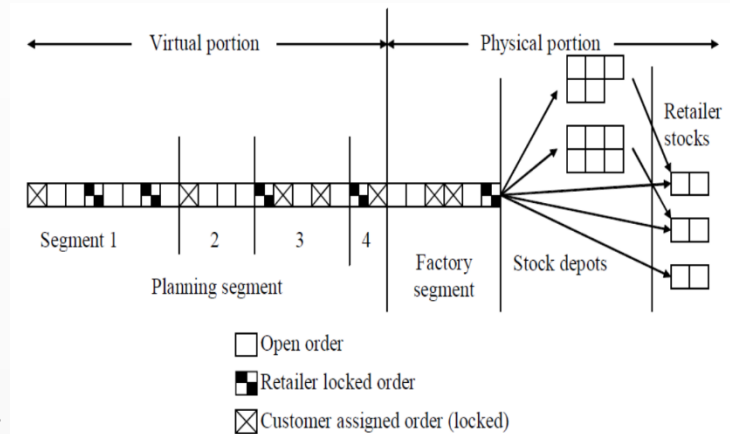 Virtual portion
Physical portion
Retailer
stocks
Segment 1
2
3
4
Planning segment
Factory
segment
Stock depots
Open order
Retailer locked order
Customer assigned order (locked)